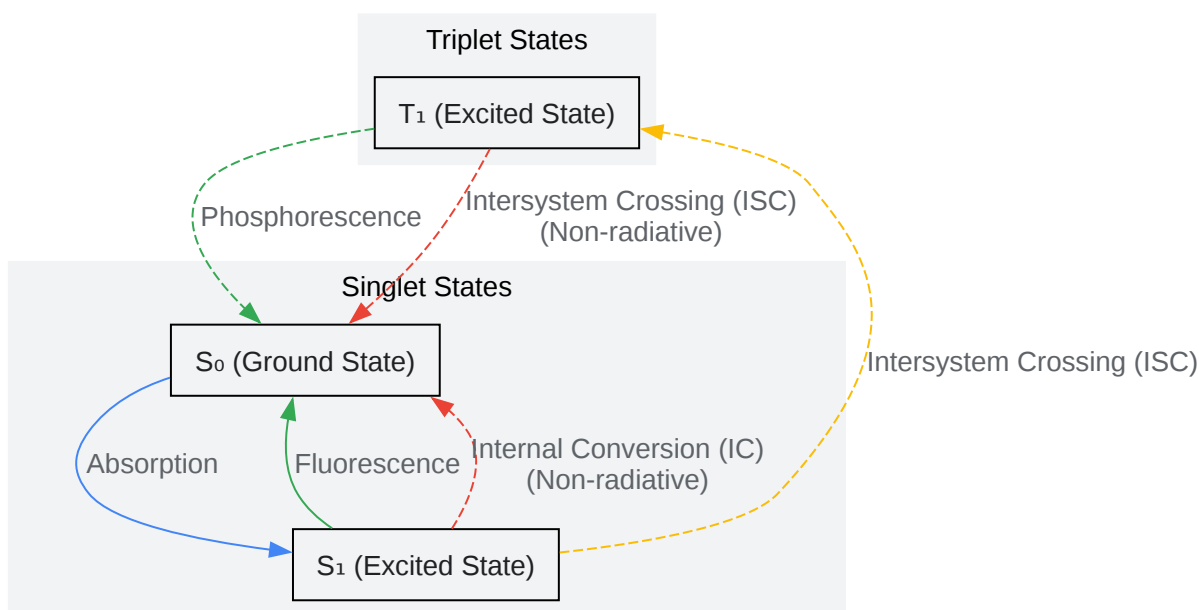 Triplet States
T₁ (Excited State)
Phosphorescence
Intersystem Crossing (ISC)
(Non-radiative)
Singlet States
S₀ (Ground State)
Intersystem Crossing (ISC)
Absorption
Fluorescence
Internal Conversion (IC)
(Non-radiative)
S₁ (Excited State)